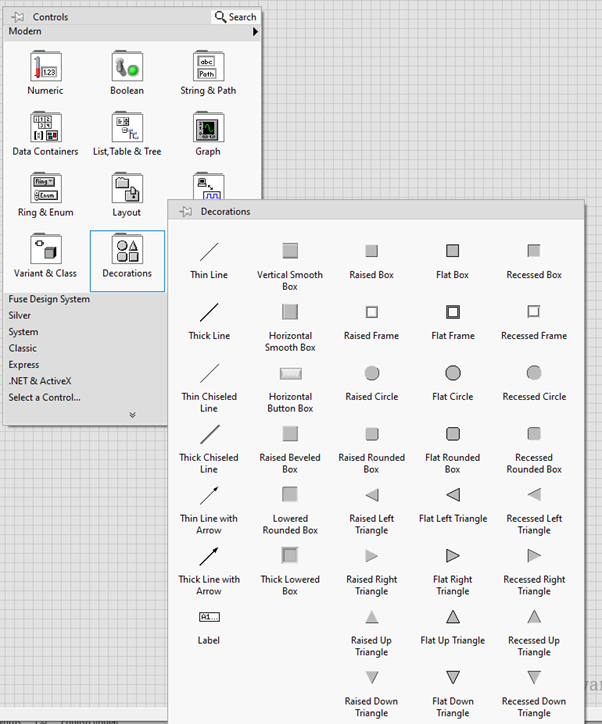 Controls
Search
Modern
1.23
abc
Path
Numeric
Boolean
String & Path
Data Containers
List,Table & Tree
Graph
Ring
Enum
Ring & Enum
Layout
Variant & Class
Decorations
Fuse Design System
Silver
System
Classic
Express
.NET & ActiveX
Select a Control...
Decorations
Thin Line
Vertical Smooth
Box
Raised Box
Flat Box
Recessed Box
Thick Line
Horizontal
Smooth Box
Raised Frame
Flat Frame
Recessed Frame
Thin Chiseled
Line
Horizontal
Button Box
Raised Circle
Flat Circle
Recessed Circle
Thick Chiseled
Line
Raised Beveled
Box
Raised Rounded
Box
Flat Rounded
Box
Recessed
Rounded Box
Thin Line with
Arrow
Lowered
Rounded Box
Raised Left
Triangle
Flat Left Triangle
Recessed Left
Triangle
Thick Line with
Arrow
Thick Lowered
Box
Raised Right
Triangle
Flat Right
Triangle
Recessed Right
Triangle
A1...
Label
Raised Up
Triangle
Flat Up Triangle
Recessed Up
Triangle
Raised Down
Triangle
Flat Down
Triangle
Recessed Down
Triangle